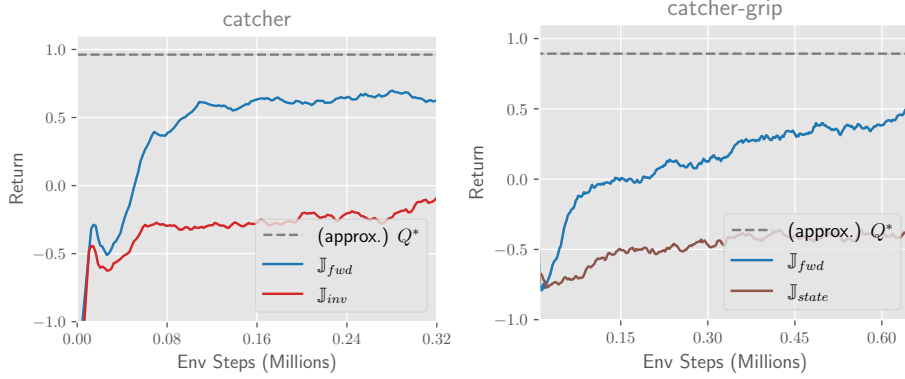 catcher
1.0
0.5
0.0
−0.5
−1.0
Return
0.00
0.08
0.16
0.24
0.32
Env Steps (Millions)
(approx.) Q*
𝕁fwd
𝕁inv
catcher-grip
1.0
0.5
0.0
−0.5
−1.0
Return
0.15
0.30
0.45
0.60
Env Steps (Millions)
(approx.) Q*
𝕁fwd
𝕁state